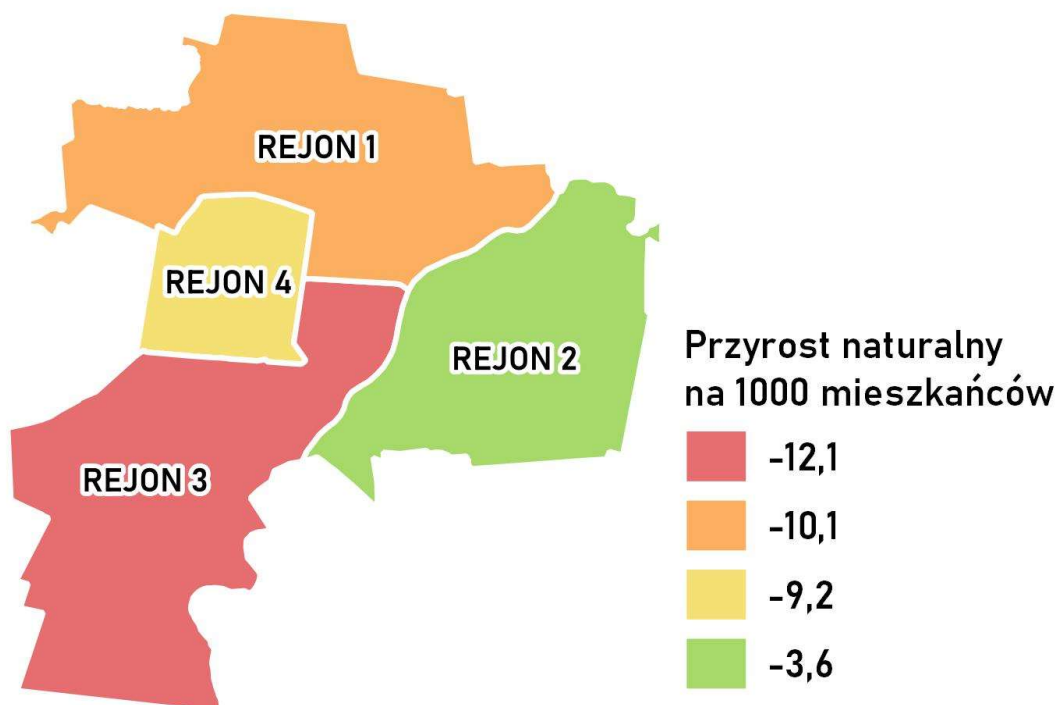 REJON 1
REJON 4
REJON 2
REJON 3
Przyrost naturalny
na 1000 mieszkańców
-12,1
-10,1
-9,2
-3,6